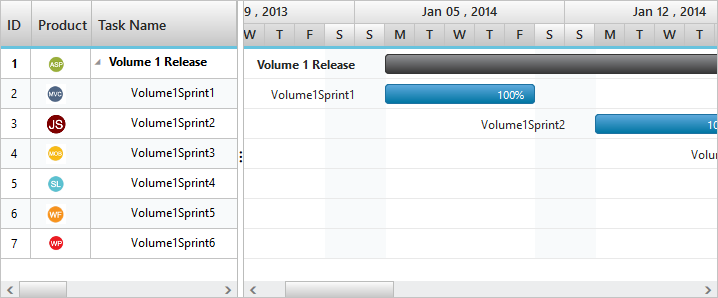 ID Product Task Name
9 , 2013 Jan 05 , 2014 Jan 12 , 2014
W T F S S M T W T F S S M T W T
1 ASP Volume 1 Release Volume 1 Release
2 MVC Volume1Sprint1 Volume1Sprint1 100%
3 JS Volume1Sprint2 Volume1Sprint2 10
4 MOB Volume1Sprint3 Volu
5 SL Volume1Sprint4
6 WF Volume1Sprint5
7 WP Volume1Sprint6